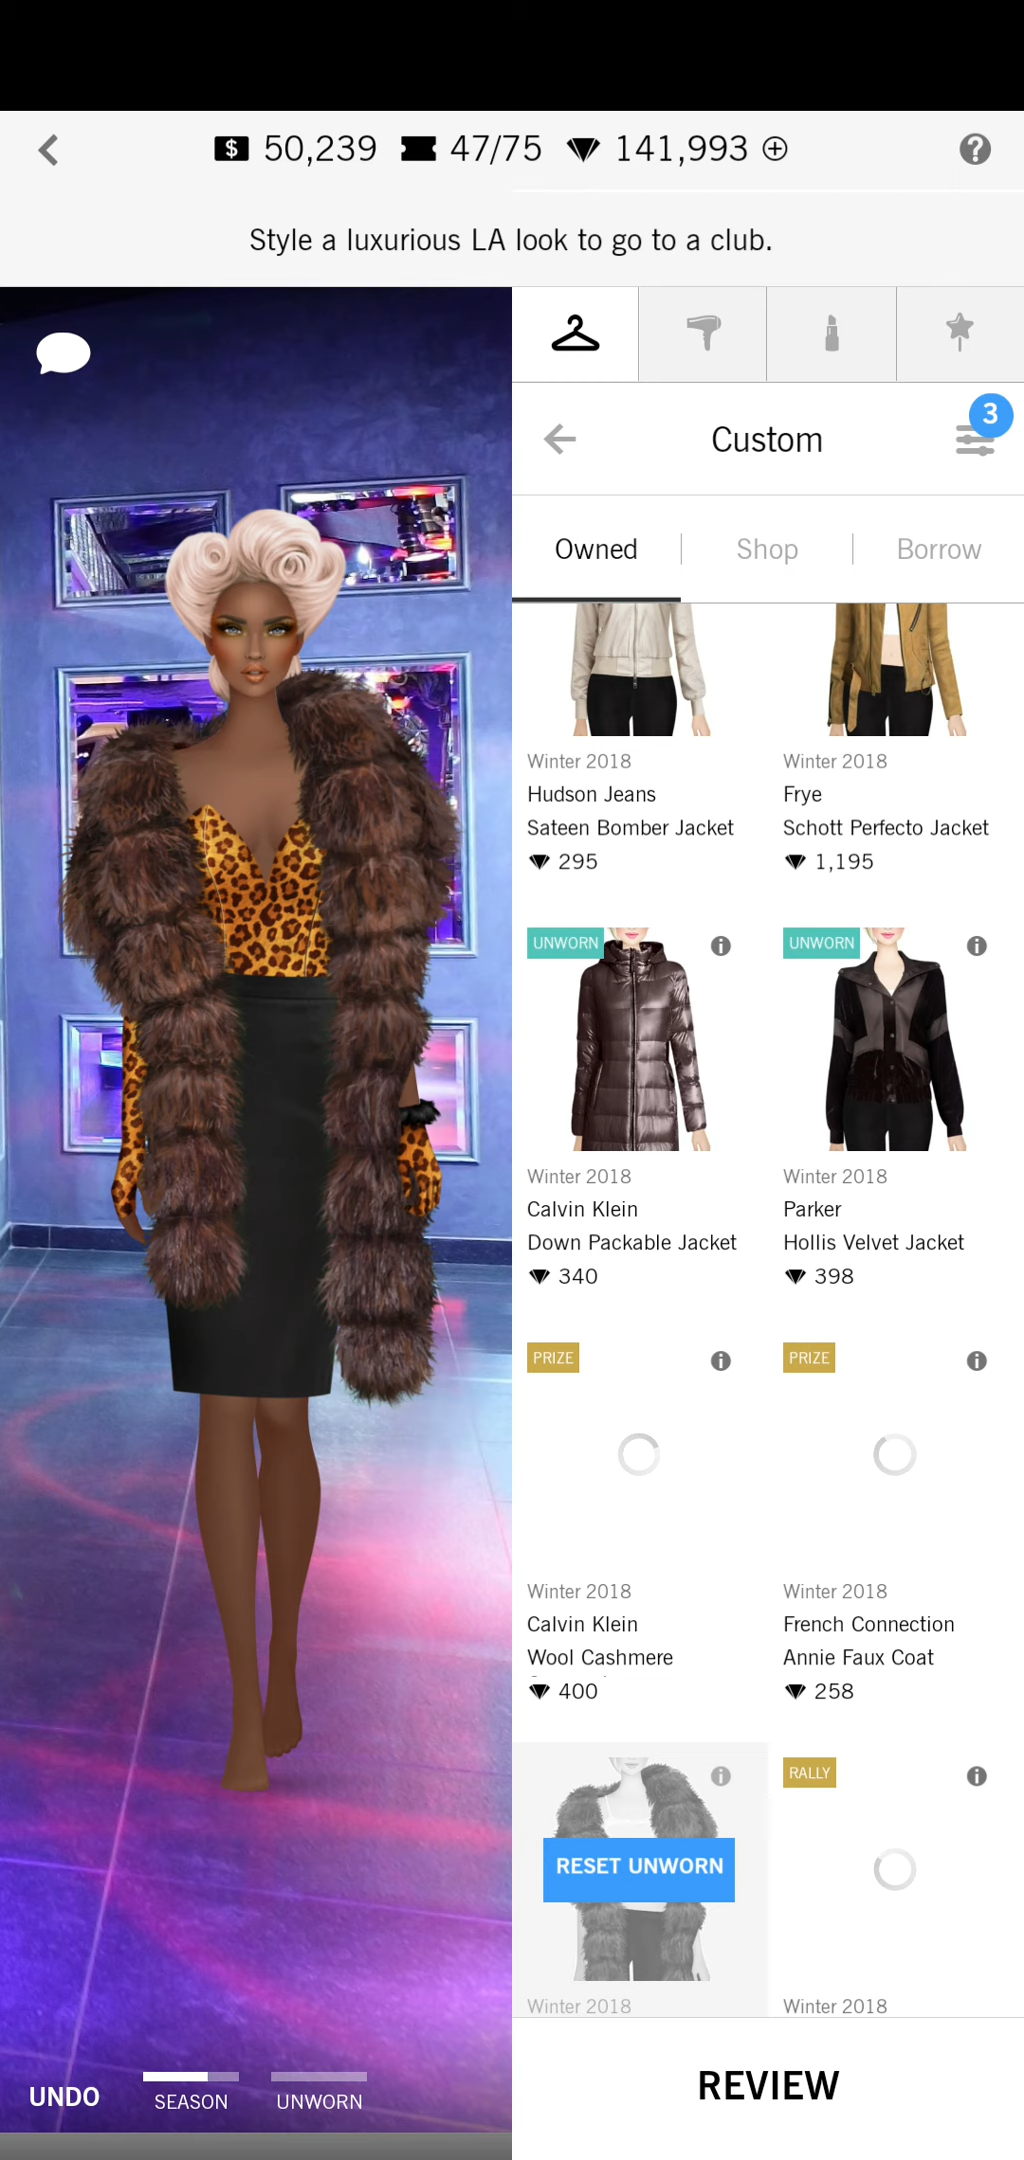 $ 50,239 47/75 141,993
Style a luxurious LA look to go to a club.
3
Custom
Owned Shop Borrow
Winter 2018 Winter 2018
Hudson Jeans Frye
Sateen Bomber Jacket Schott Perfecto Jacket
295 1,195
UNWORN UNWORN
Winter 2018 Winter 2018
Calvin Klein Parker
Down Packable Jacket Hollis Velvet Jacket
340 398
PRIZE PRIZE
Winter 2018 Winter 2018
Calvin Klein French Connection
Wool Cashmere Annie Faux Coat
400 258
RALLY
RESET UNWORN
Winter 2018 Winter 2018
UNDO SEASON UNWORN
REVIEW